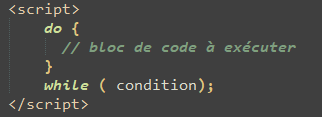 <script>
do {
// bloc de code à exécuter
}
while ( condition);
</script>